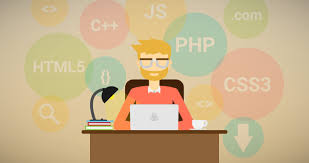 JS
.com
C++
<>
PHP
HTML5
{}
CSS3
<>